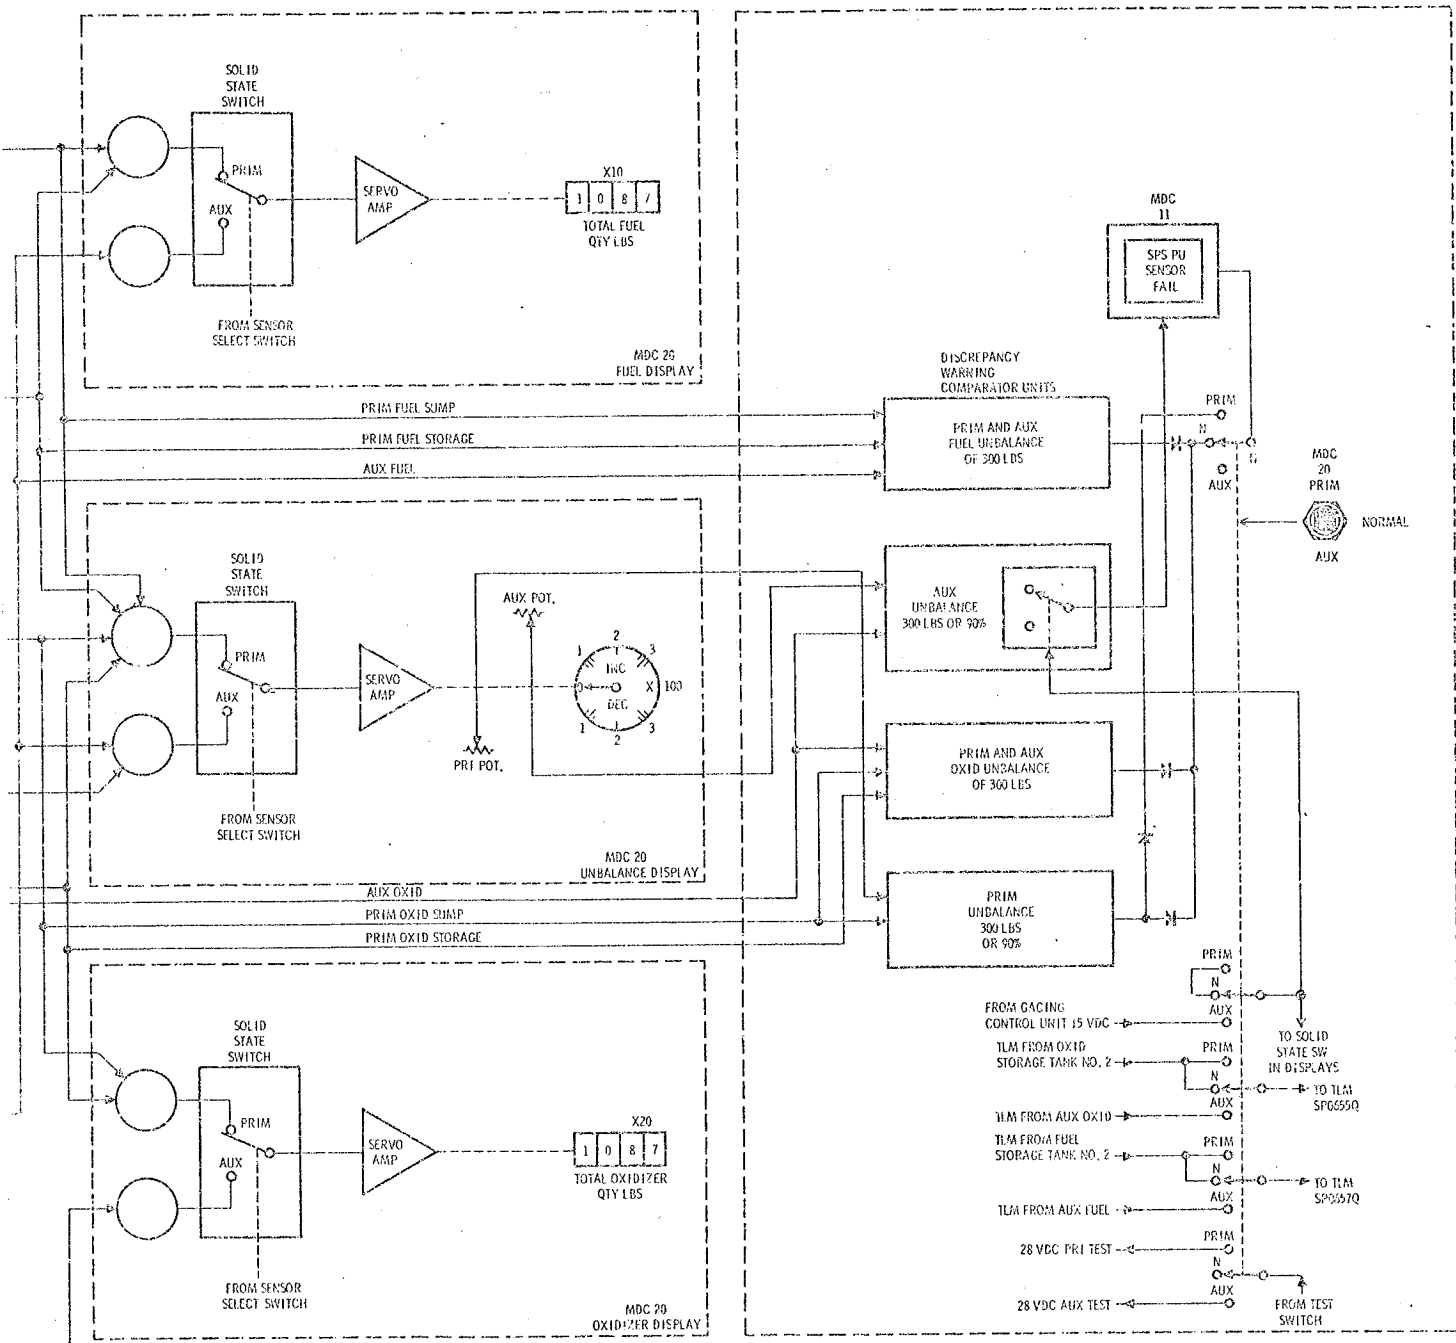 SOLID
STATE
SWITCH
PRIM
AUX
SERVO
AMP
X10
1 0 8 7
TOTAL FUEL
QTY LBS
FROM SENSOR
SELECT SWITCH
MDC 20
FUEL DISPLAY
PRIM FUEL SUMP
PRIM FUEL STORAGE
AUX FUEL
SOLID
STATE
SWITCH
PRIM
AUX
SERVO
AMP
AUX POT.
PRI POT.
1 2 3
INC
0 X 100
DEC
1 2 3
FROM SENSOR
SELECT SWITCH
MDC 20
UNBALANCE DISPLAY
AUX OXID
PRIM OXID SUMP
PRIM OXID STORAGE
SOLID
STATE
SWITCH
PRIM
AUX
SERVO
AMP
X20
1 0 8 7
TOTAL OXIDIZER
QTY LBS
FROM SENSOR
SELECT SWITCH
MDC 20
OXIDIZER DISPLAY
MDC
11
SPS PU
SENSOR
FAIL
DISCREPANCY
WARNING
COMPARATOR UNITS
PRIM AND AUX
FUEL UNBALANCE
OF 300 LBS
PRIM
N
AUX
N
MDC
20
PRIM
NORMAL
AUX
AUX
UNBALANCE
300 LBS OR 90%
PRIM AND AUX
OXID UNBALANCE
OF 300 LBS
PRIM
UNBALANCE
300 LBS
OR 90%
PRIM
N
AUX
FROM GAGING
CONTROL UNIT 15 VDC
TO SOLID
STATE SW
IN DISPLAYS
TLM FROM OXID
STORAGE TANK NO. 2
PRIM
N
AUX
TO TLM
SP0655Q
TLM FROM AUX OXID
TLM FROM FUEL
STORAGE TANK NO. 2
PRIM
N
AUX
TO TLM
SP0657Q
TLM FROM AUX FUEL
28 VDC PRI TEST
PRIM
N
AUX
28 VDC AUX TEST
FROM TEST
SWITCH